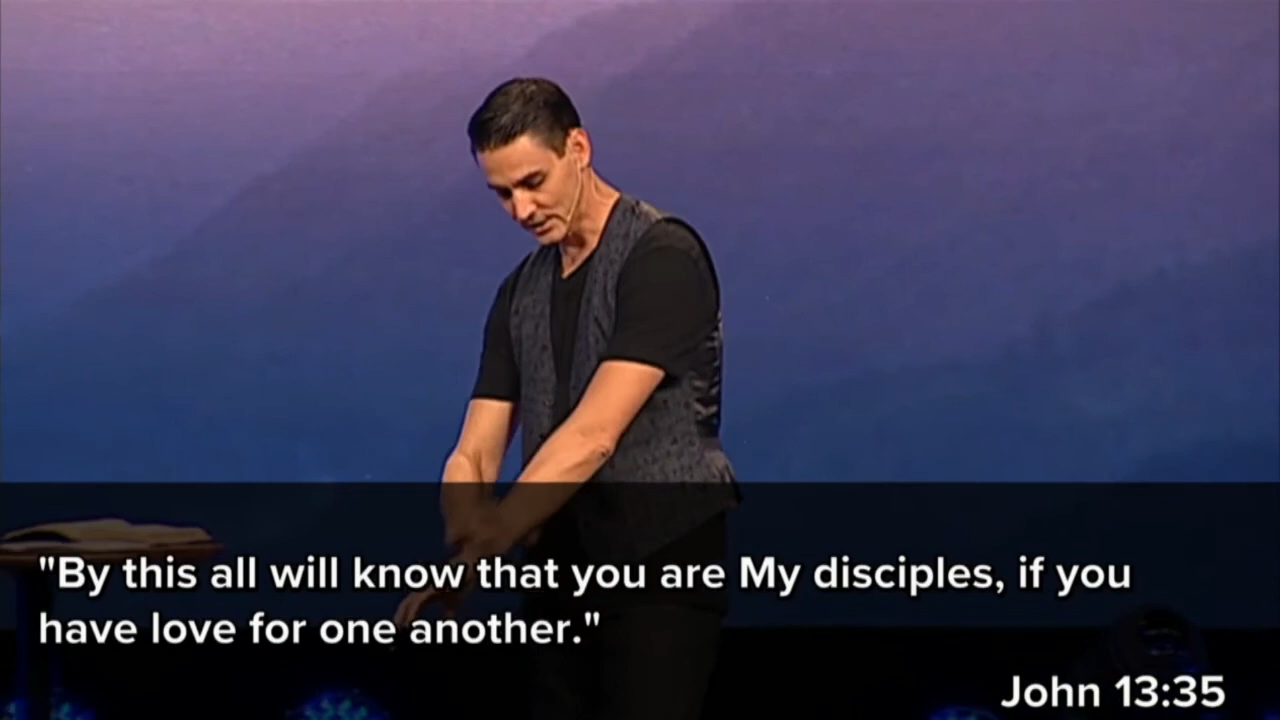 "By this all will know that you are My disciples, if you
have love for one another."
John 13:35